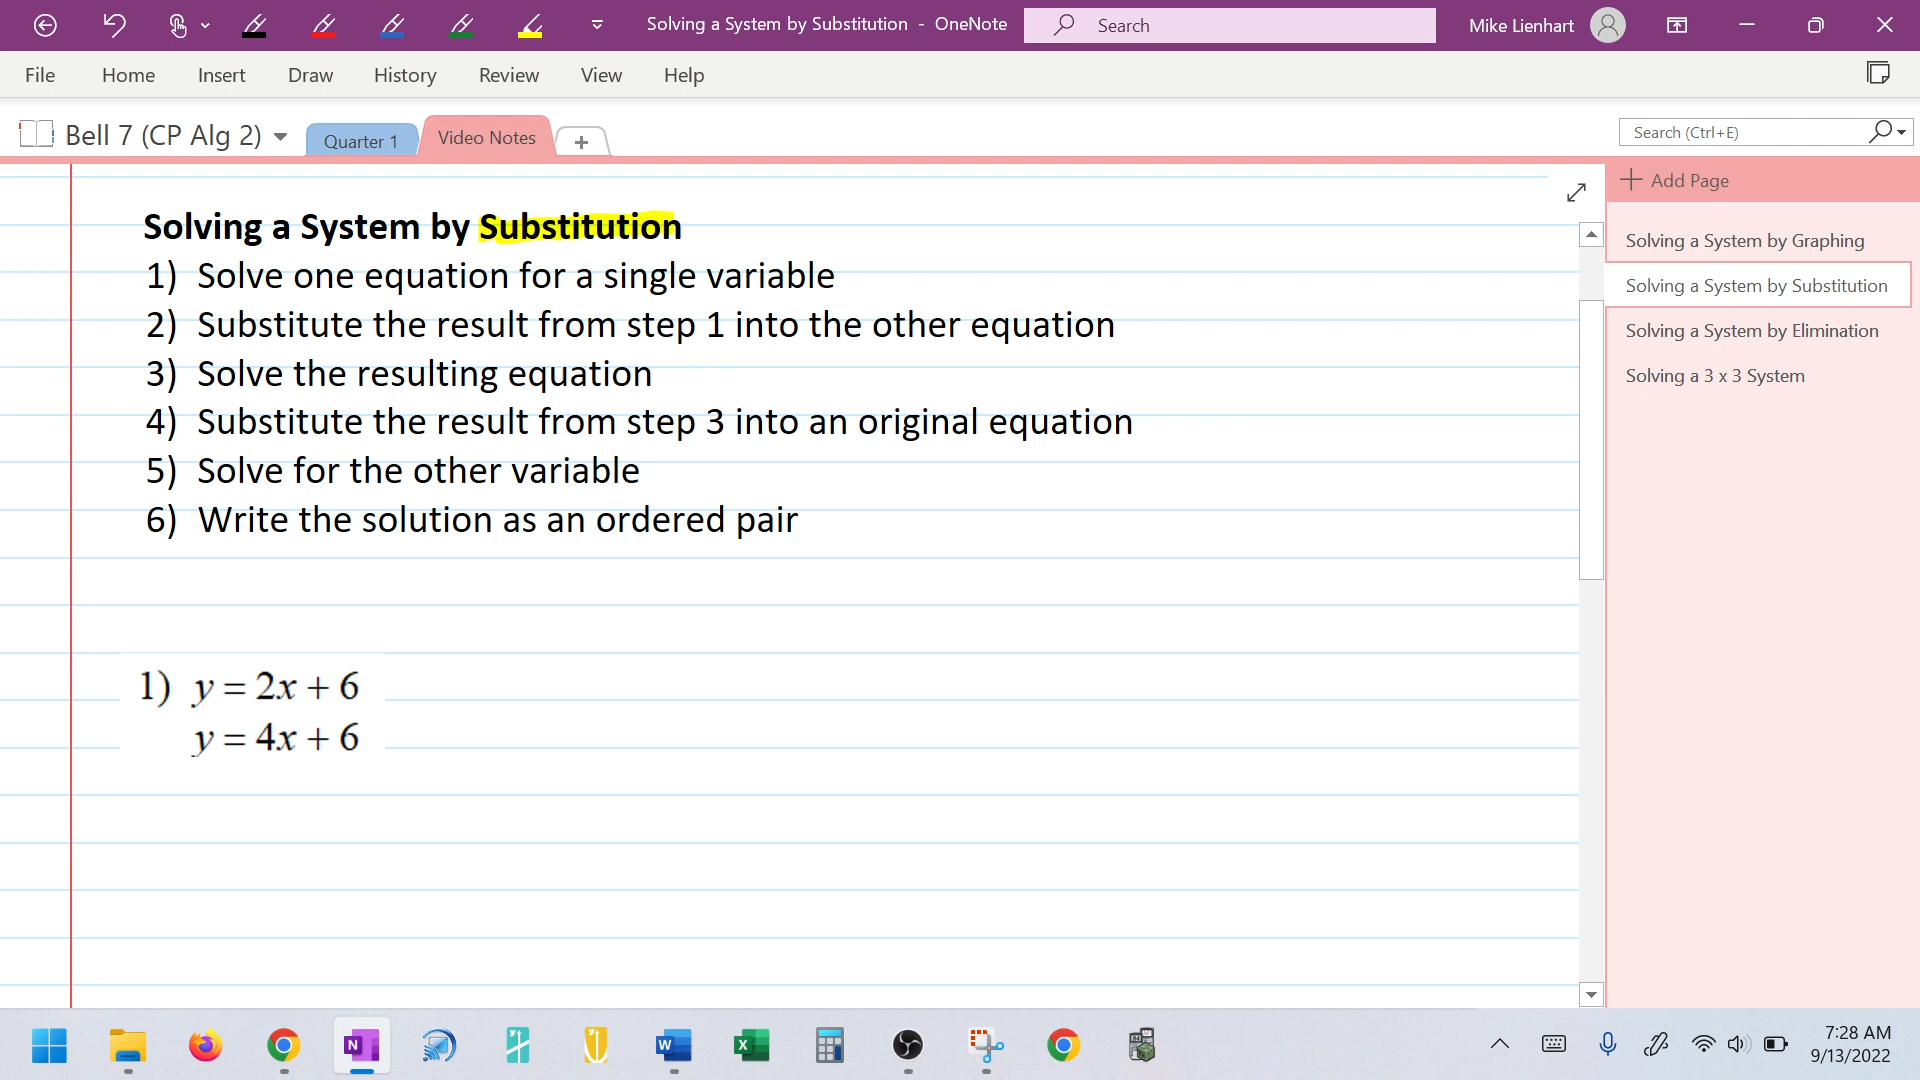 Solving a System by Substitution - OneNote
Search
Mike Lienhart
File Home Insert Draw History Review View Help
Bell 7 (CP Alg 2)
Quarter 1
Video Notes
+
Search (Ctrl+E)
Add Page
Solving a System by Graphing
Solving a System by Substitution
Solving a System by Elimination
Solving a 3 x 3 System
Solving a System by Substitution
1) Solve one equation for a single variable
2) Substitute the result from step 1 into the other equation
3) Solve the resulting equation
4) Substitute the result from step 3 into an original equation
5) Solve for the other variable
6) Write the solution as an ordered pair
1) y = 2x + 6
y = 4x + 6
N
W
X
7:28 AM
9/13/2022